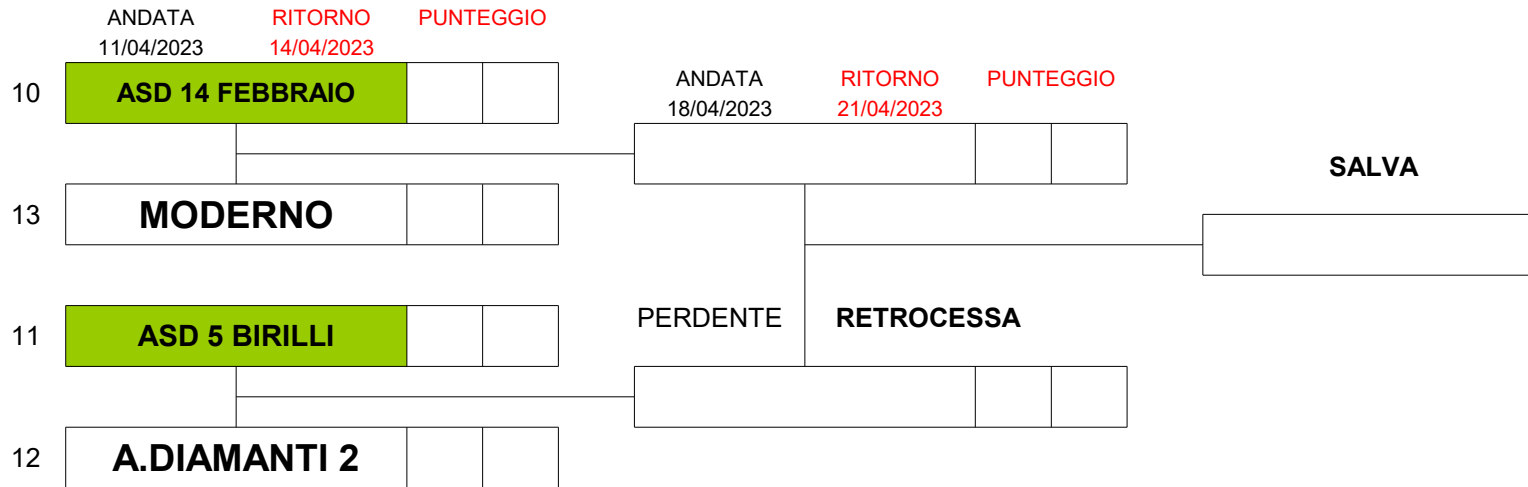 ANDATA RITORNO PUNTEGGIO
11/04/2023 14/04/2023
10 ASD 14 FEBBRAIO
ANDATA RITORNO PUNTEGGIO
18/04/2023 21/04/2023
SALVA
13 MODERNO
11 ASD 5 BIRILLI
PERDENTE RETROCESSA
12 A.DIAMANTI 2